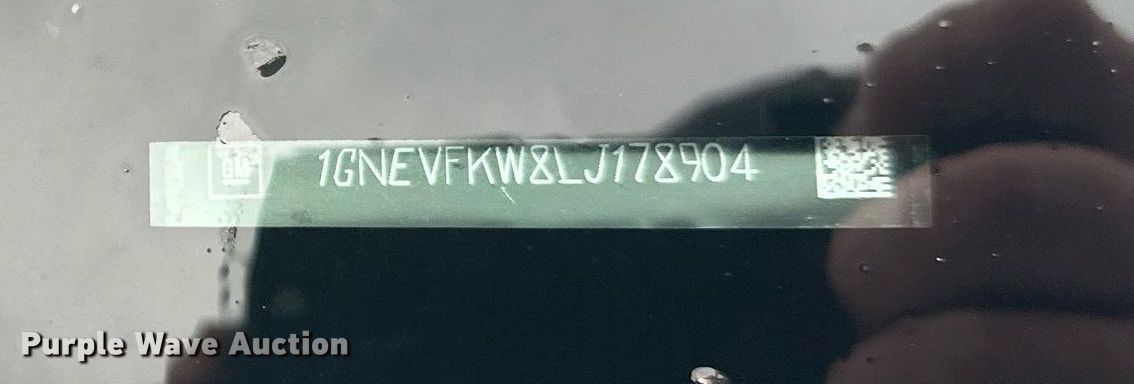 GM
1GNEVFKW8LJ178904
Purple Wave Auction